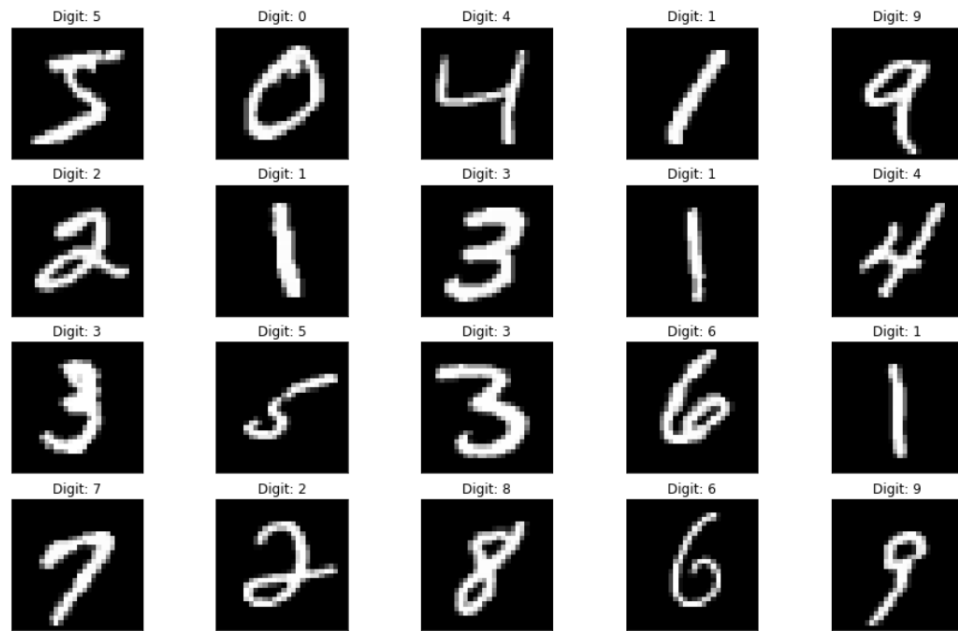 Digit: 5 Digit: 0 Digit: 4 Digit: 1 Digit: 9
5 0 4 1 9
Digit: 2 Digit: 1 Digit: 3 Digit: 1 Digit: 4
2 1 3 1 4
Digit: 3 Digit: 5 Digit: 3 Digit: 6 Digit: 1
3 5 3 6 1
Digit: 7 Digit: 2 Digit: 8 Digit: 6 Digit: 9
7 2 8 6 9